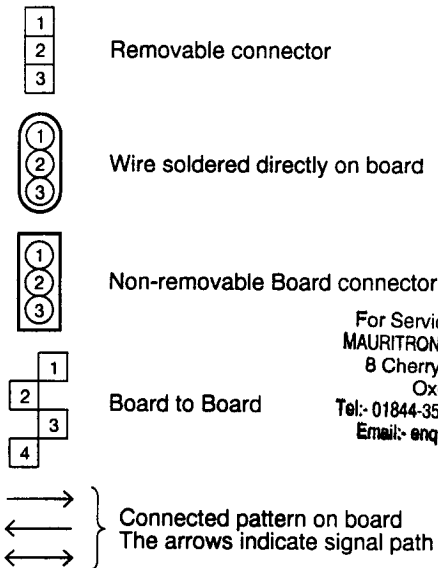 1
2
3
Removable connector
1
2
3
Wire soldered directly on board
1
2
3
Non-removable Board connector
For Servic
MAURITRON
8 Cherry
Ox
Tel:- 01844-35
Email:- enq
1
2
3
4
Board to Board
Connected pattern on board
The arrows indicate signal path